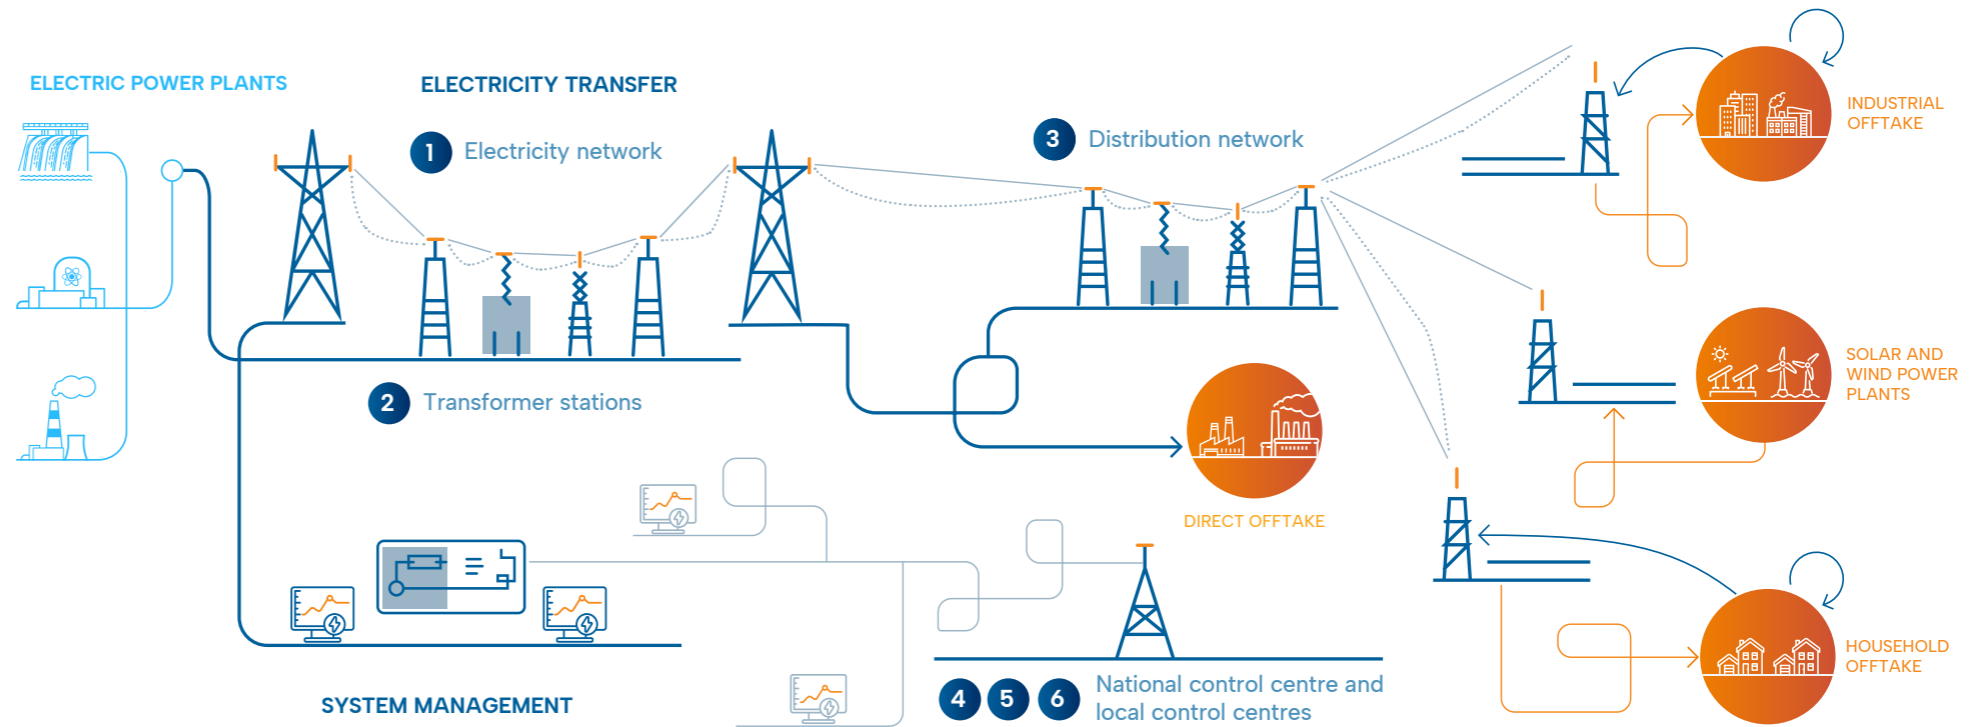 ELECTRIC POWER PLANTS
ELECTRICITY TRANSFER
1 Electricity network
3 Distribution network
INDUSTRIAL
OFFTAKE
2 Transformer stations
SOLAR AND
WIND POWER
PLANTS
DIRECT OFFTAKE
HOUSEHOLD
OFFTAKE
SYSTEM MANAGEMENT
4 5 6 National control centre and
local control centres